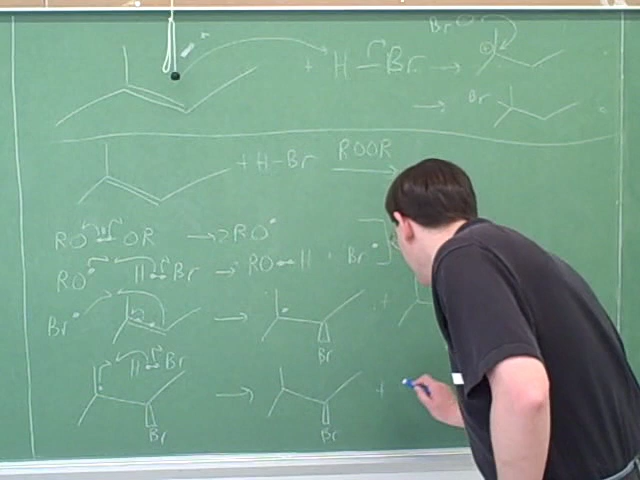 Br⊖
+ H–Br → ⊕
→ Br
+ H–Br ROOR →
RO–OR → 2RO•
RO• H–Br → RO–H + Br•
Br• → • +
Br
H–Br → +
Br Br